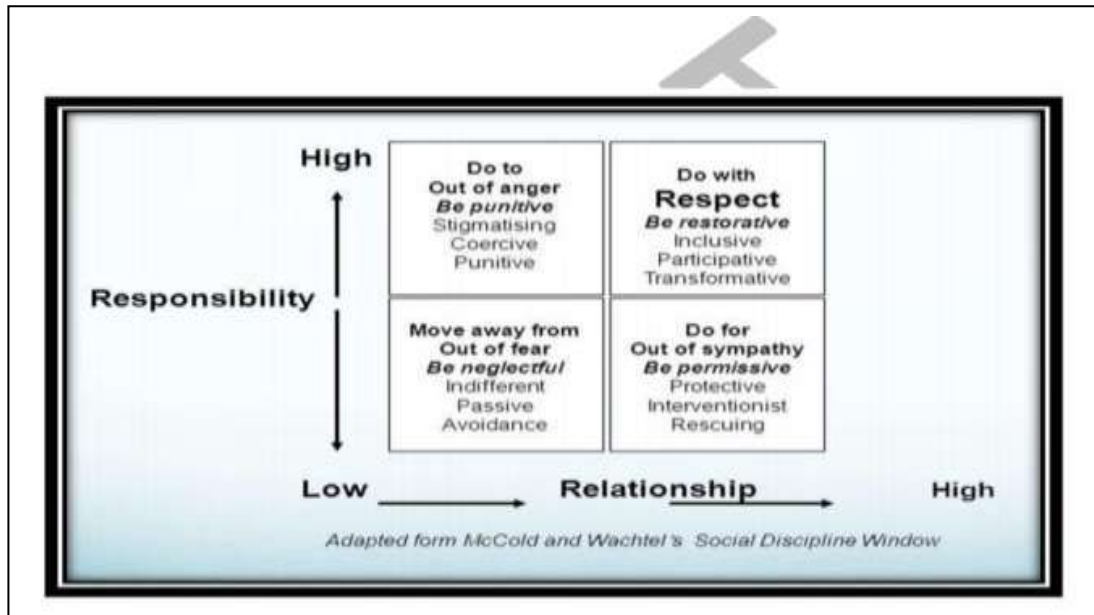 High
Do to
Out of anger
Be punitive
Stigmatising
Coercive
Punitive
Do with
Respect
Be restorative
Inclusive
Participative
Transformative
Responsibility
Move away from
Out of fear
Be neglectful
Indifferent
Passive
Avoidance
Do for
Out of sympathy
Be permissive
Protective
Interventionist
Rescuing
Low
Relationship
High
Adapted form McCold and Wachtel's Social Discipline Window